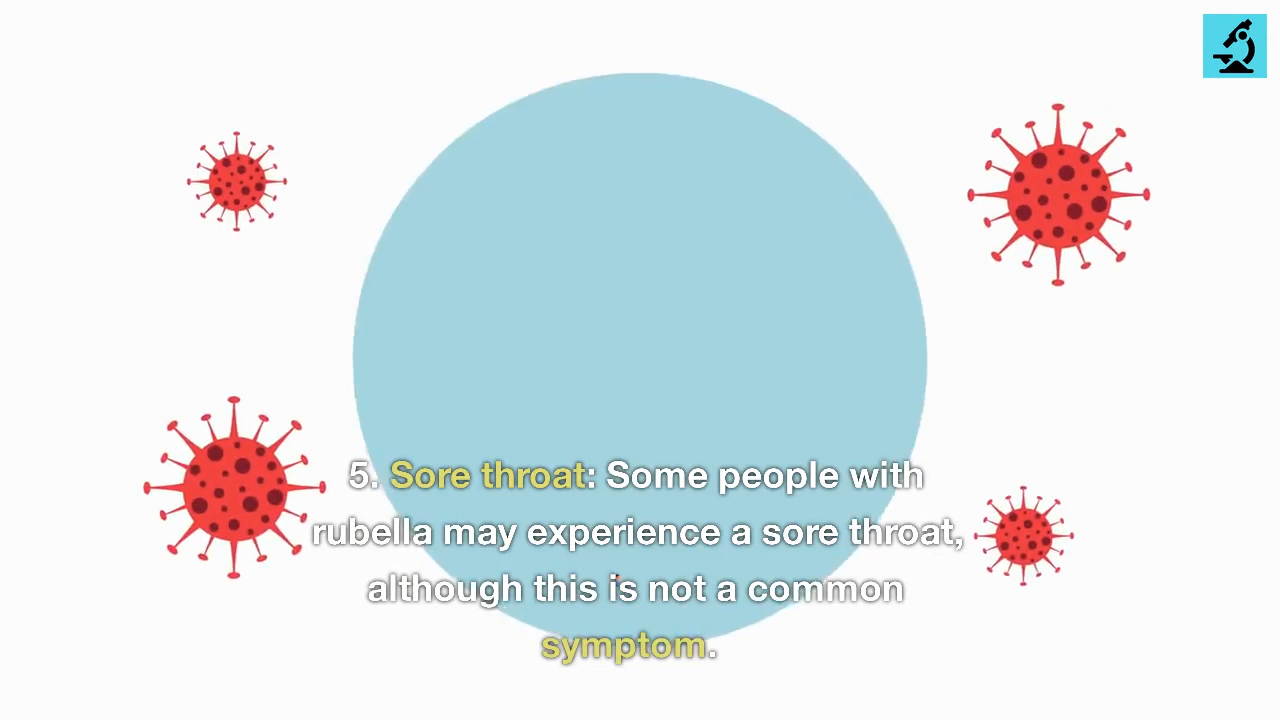 5. Sore throat: Some people with
rubella may experience a sore throat,
although this is not a common
symptom.